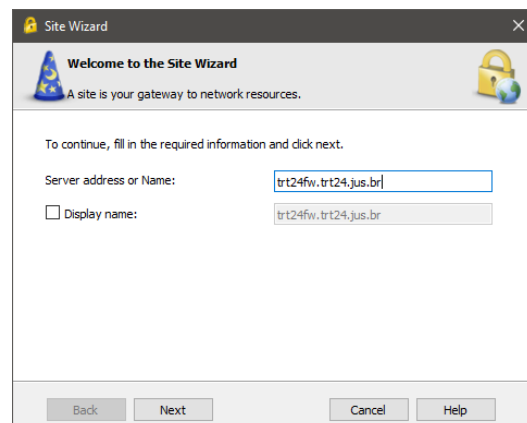 Site Wizard
Welcome to the Site Wizard
A site is your gateway to network resources.
To continue, fill in the required information and click next.
Server address or Name: trt24fw.trt24.jus.br
Display name: trt24fw.trt24.jus.br
Back Next Cancel Help